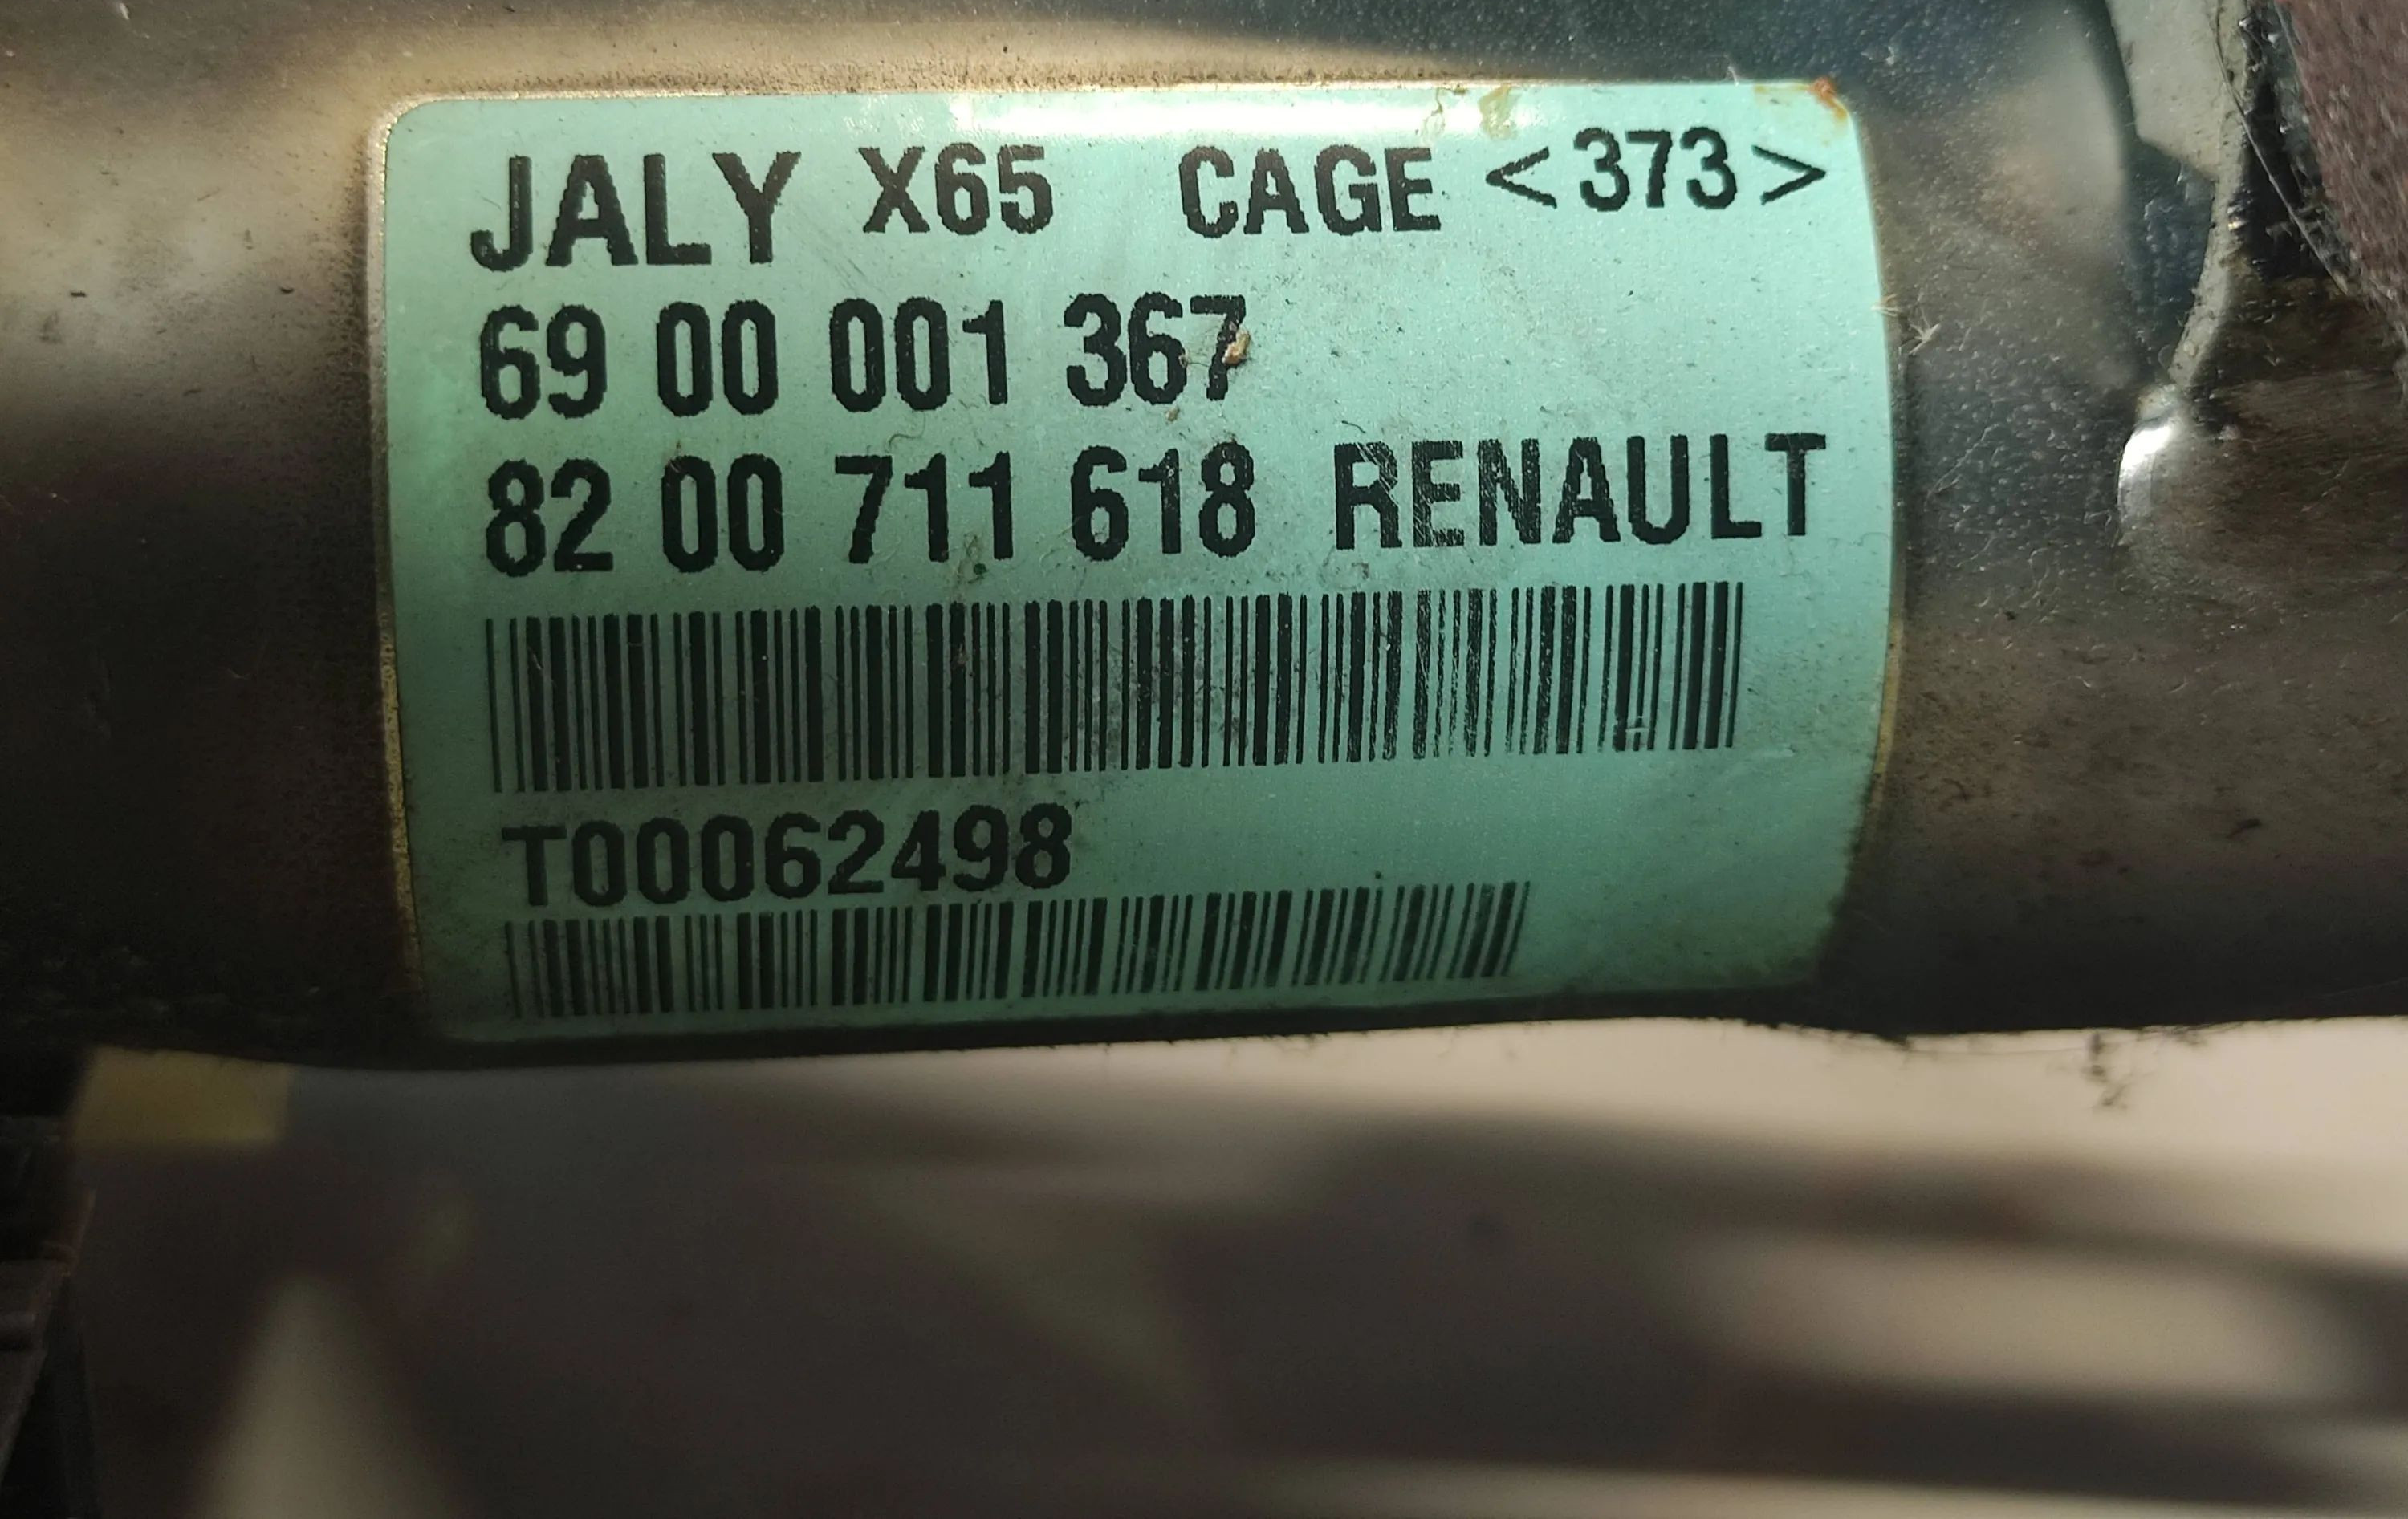 JALY X65 CAGE <373>
69 00 001 367
82 00 711 618 RENAULT
T00062498